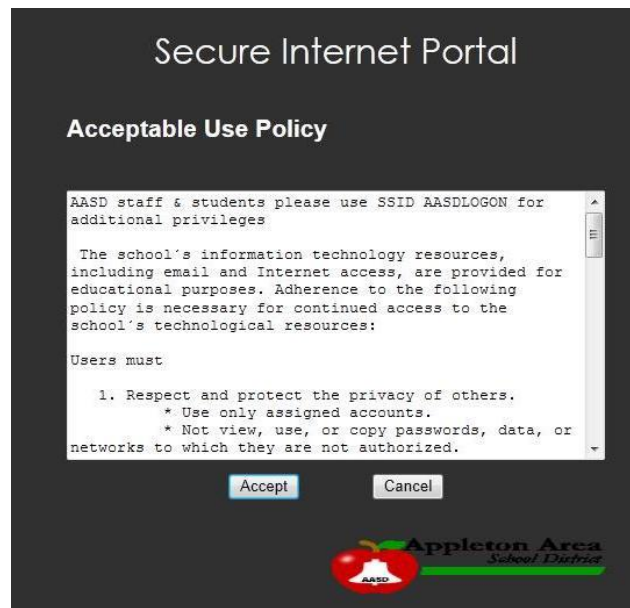 Secure Internet Portal
Acceptable Use Policy
AASD staff & students please use SSID AASDLOGON for
additional privileges
The school´s information technology resources,
including email and Internet access, are provided for
educational purposes. Adherence to the following
policy is necessary for continued access to the
school´s technological resources:
Users must
1. Respect and protect the privacy of others.
* Use only assigned accounts.
* Not view, use, or copy passwords, data, or
networks to which they are not authorized.
Accept Cancel
Appleton Area
School District
AASD